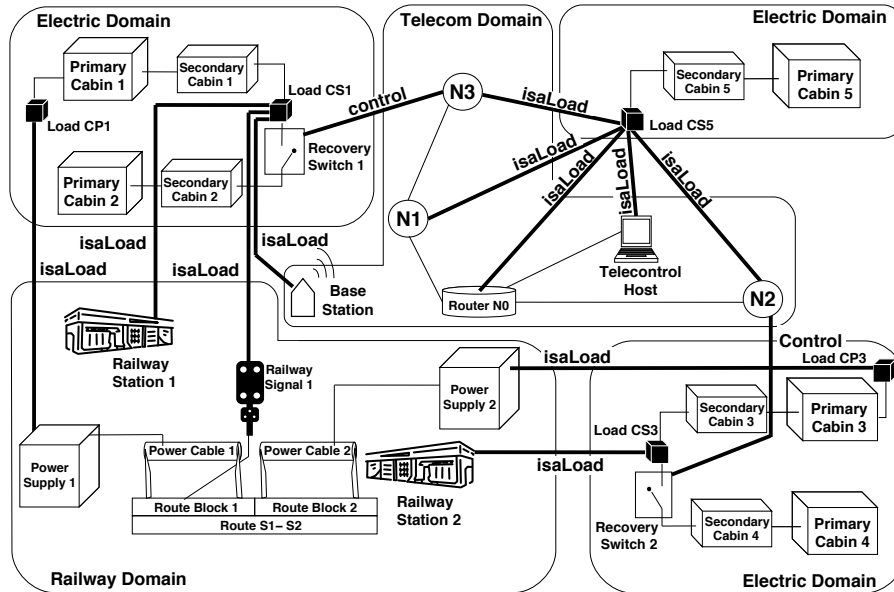 Electric Domain
Telecom Domain
Electric Domain
Primary
Cabin 1
Secondary
Cabin 1
Load CS1
Load CP1
control
N3
isaLoad
Secondary
Cabin 5
Primary
Cabin 5
Load CS5
Recovery
Switch 1
Primary
Cabin 2
Secondary
Cabin 2
isaLoad
isaLoad
isaLoad
isaLoad
N1
isaLoad
isaLoad
isaLoad
isaLoad
Base
Station
Router N0
Telecontrol
Host
N2
Railway
Station 1
Railway
Signal 1
isaLoad
Control
Load CP3
Power
Supply 2
Load CS3
Secondary
Cabin 3
Primary
Cabin 3
Power
Supply 1
Power Cable 1
Power Cable 2
isaLoad
Railway
Station 2
Route Block 1
Route Block 2
Route S1– S2
Recovery
Switch 2
Secondary
Cabin 4
Primary
Cabin 4
Railway Domain
Electric Domain